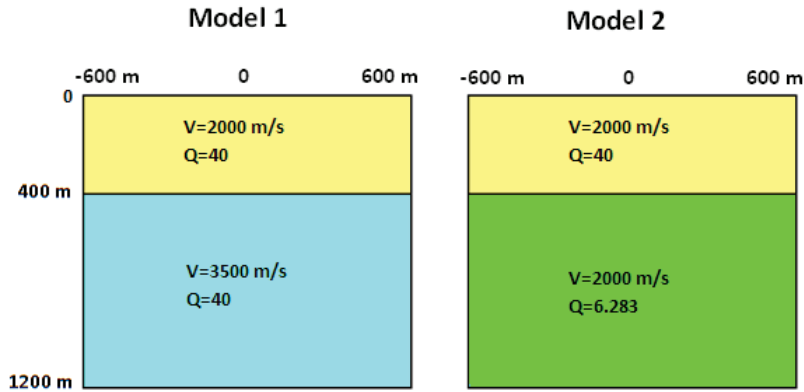 Model 1
Model 2
-600 m 0 600 m
-600 m 0 600 m
0
V=2000 m/s
Q=40
V=2000 m/s
Q=40
400 m
V=3500 m/s
Q=40
V=2000 m/s
Q=6.283
1200 m